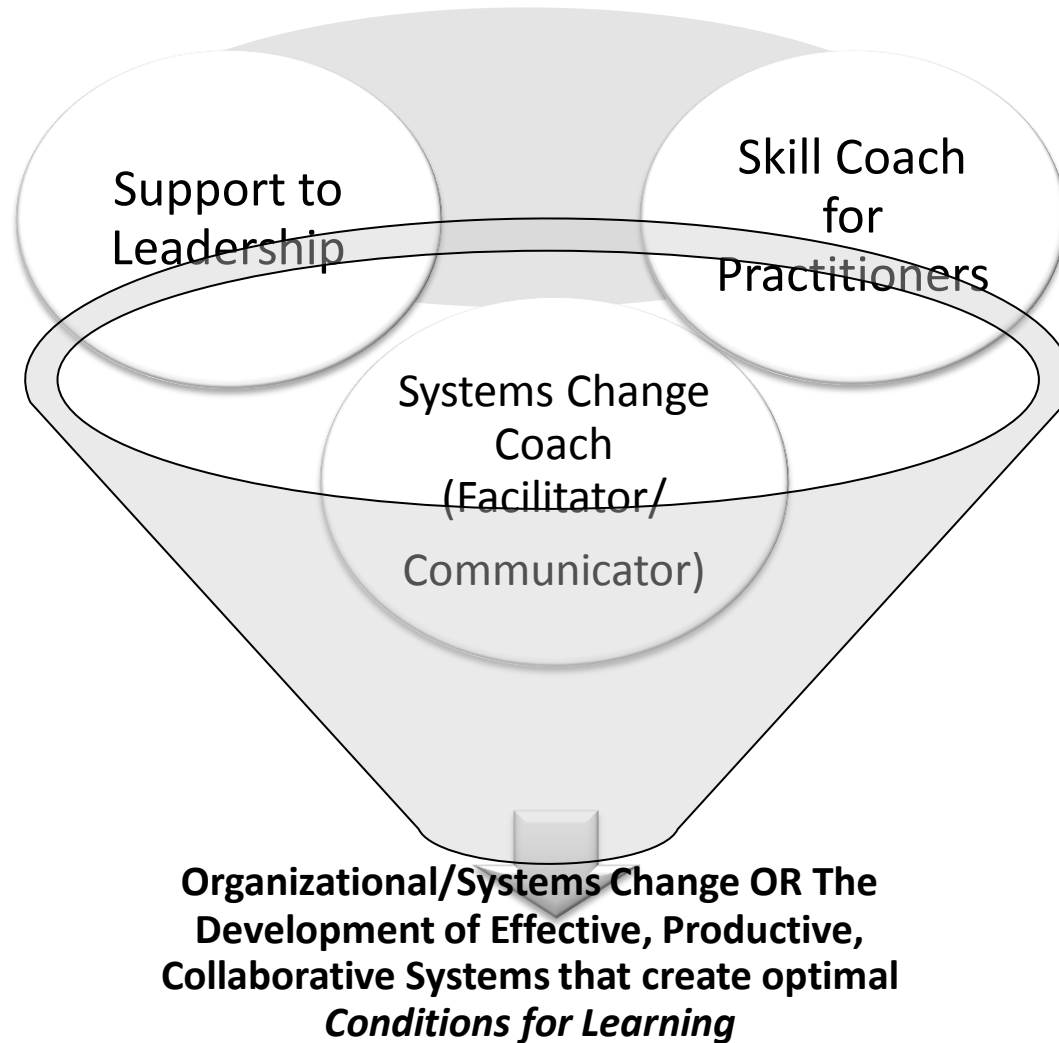 Support to
Leadership
Skill Coach
for
Practitioners
Systems Change
Coach
(Facilitator/
Communicator)
Organizational/Systems Change OR The
Development of Effective, Productive,
Collaborative Systems that create optimal
Conditions for Learning